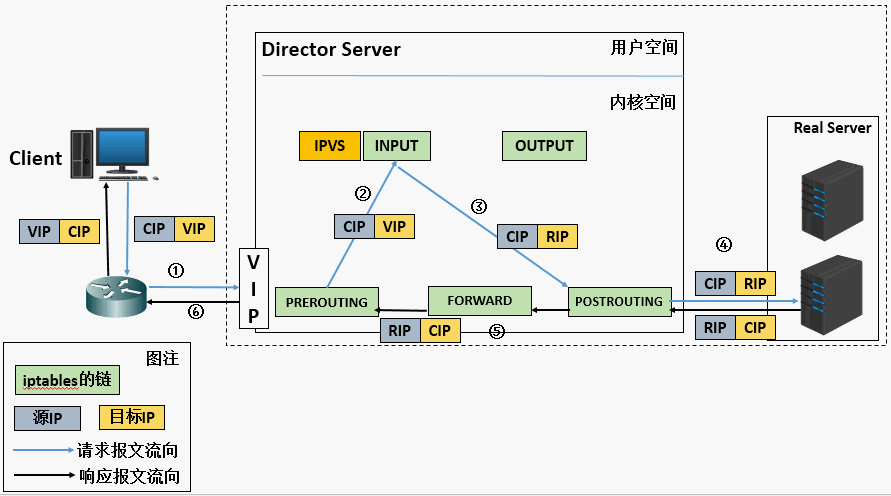 Director Server
用户空间
内核空间
IPVS
INPUT
OUTPUT
Real Server
Client
②
③
④
VIP CIP
CIP VIP
CIP VIP
CIP RIP
①
VIP
CIP RIP
PREROUTING
FORWARD
POSTROUTING
⑥
RIP CIP
⑤
RIP CIP
图注
iptables的链
源IP
目标IP
请求报文流向
响应报文流向